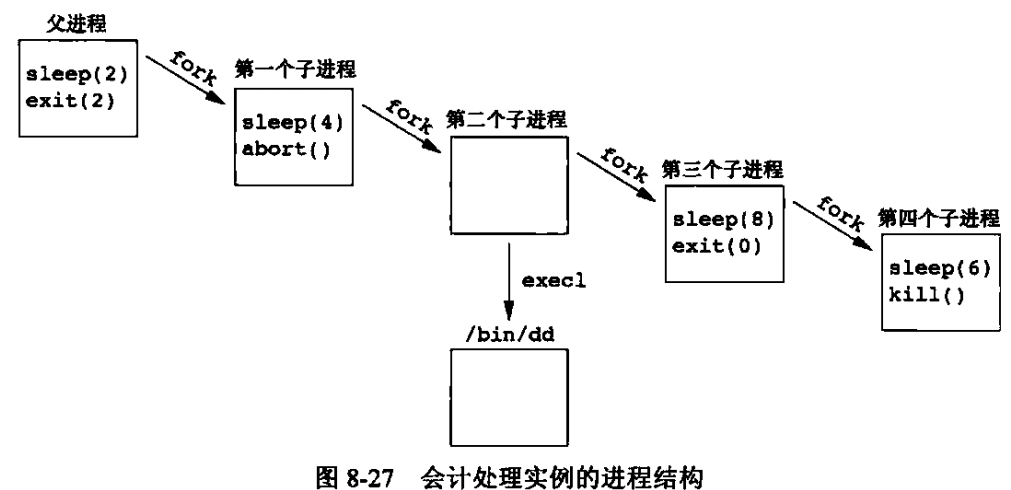 父进程
sleep(2)
exit(2)
fork
第一个子进程
sleep(4)
abort()
fork
第二个子进程
fork
第三个子进程
sleep(8)
exit(0)
fork
第四个子进程
sleep(6)
kill()
execl
/bin/dd
图 8-27 会计处理实例的进程结构